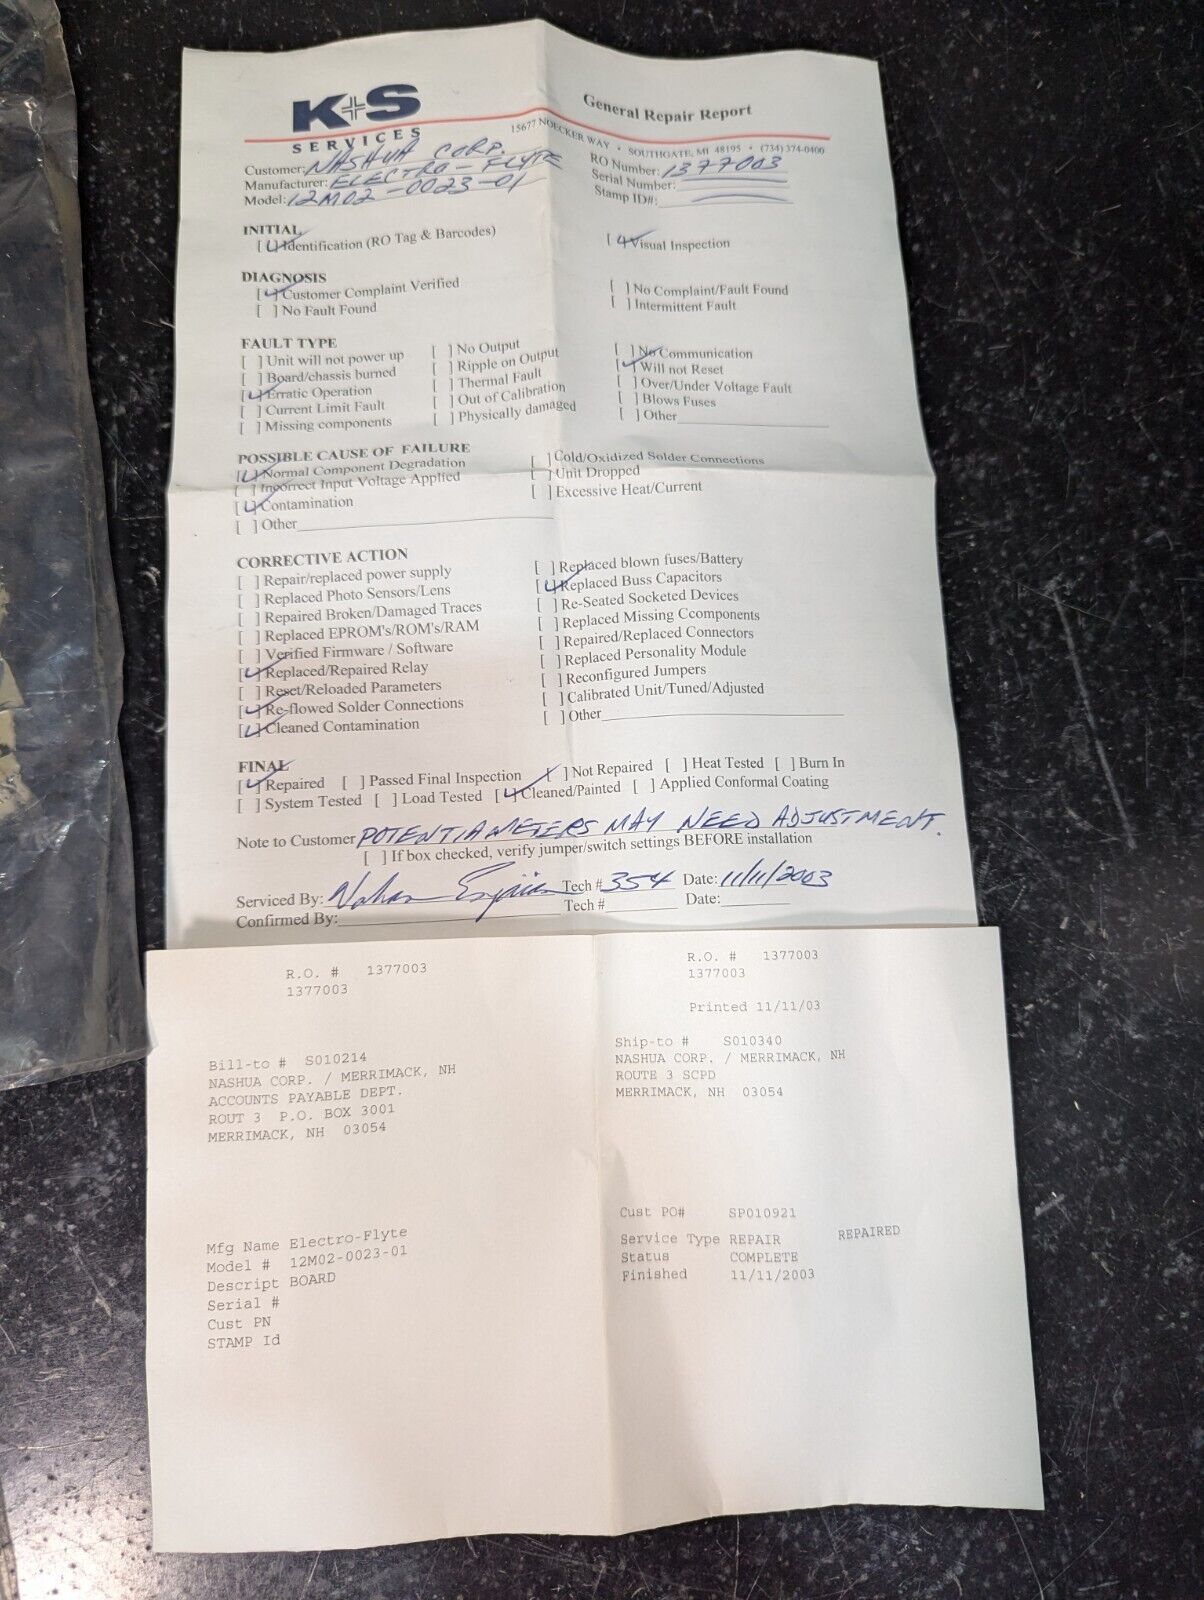 K+S
SERVICES
General Repair Report
15677 NOECKER WAY • SOUTHGATE, MI 48195 • (734) 374-0400
Customer: NASHUA CORP.
Manufacturer: ELECTRO-FLYTE
Model: 12M02-0023-01
RO Number: 1377003
Serial Number:
Stamp ID#:
INITIAL
[✓] Identification (RO Tag & Barcodes)
[✓] Visual Inspection
DIAGNOSIS
[✓] Customer Complaint Verified
[ ] No Fault Found
[ ] No Complaint/Fault Found
[ ] Intermittent Fault
FAULT TYPE
[ ] Unit will not power up
[ ] Board/chassis burned
[✓] Erratic Operation
[ ] Current Limit Fault
[ ] Missing components
[ ] No Output
[ ] Ripple on Output
[ ] Thermal Fault
[ ] Out of Calibration
[ ] Physically damaged
[ ] No Communication
[✓] Will not Reset
[ ] Over/Under Voltage Fault
[ ] Blows Fuses
[ ] Other
POSSIBLE CAUSE OF FAILURE
[✓] Normal Component Degradation
[ ] Incorrect Input Voltage Applied
[✓] Contamination
[ ] Other
[ ] Cold/Oxidized Solder Connections
[ ] Unit Dropped
[ ] Excessive Heat/Current
CORRECTIVE ACTION
[ ] Repair/replaced power supply
[ ] Replaced Photo Sensors/Lens
[ ] Repaired Broken/Damaged Traces
[ ] Replaced EPROM's/ROM's/RAM
[ ] Verified Firmware / Software
[✓] Replaced/Repaired Relay
[ ] Reset/Reloaded Parameters
[✓] Re-flowed Solder Connections
[✓] Cleaned Contamination
[ ] Replaced blown fuses/Battery
[✓] Replaced Buss Capacitors
[ ] Re-Seated Socketed Devices
[ ] Replaced Missing Ccomponents
[ ] Repaired/Replaced Connectors
[ ] Replaced Personality Module
[ ] Reconfigured Jumpers
[ ] Calibrated Unit/Tuned/Adjusted
[ ] Other
FINAL
[✓] Repaired [ ] Passed Final Inspection [ ] Not Repaired [ ] Heat Tested [ ] Burn In
[ ] System Tested [ ] Load Tested [✓] Cleaned/Painted [ ] Applied Conformal Coating
Note to Customer POTENTIAMETERS MAY NEED ADJUSTMENT.
[ ] If box checked, verify jumper/switch settings BEFORE installation
Serviced By: Tech # 354 Date: 11/11/2003
Confirmed By: Tech # Date:
R.O. # 1377003
1377003
Bill-to # S010214
NASHUA CORP. / MERRIMACK, NH
ACCOUNTS PAYABLE DEPT.
ROUT 3 P.O. BOX 3001
MERRIMACK, NH 03054
Mfg Name Electro-Flyte
Model # 12M02-0023-01
Descript BOARD
Serial #
Cust PN
STAMP Id
R.O. # 1377003
1377003
Printed 11/11/03
Ship-to # S010340
NASHUA CORP. / MERRIMACK, NH
ROUTE 3 SCPD
MERRIMACK, NH 03054
Cust PO# SP010921
Service Type REPAIR REPAIRED
Status COMPLETE
Finished 11/11/2003